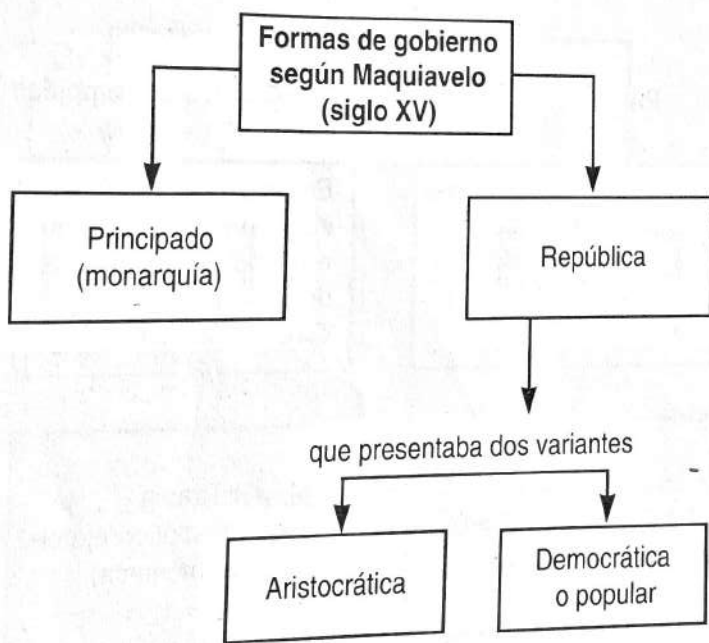 Formas de gobierno
según Maquiavelo
(siglo XV)
Principado
(monarquía)
República
que presentaba dos variantes
Aristocrática
Democrática
o popular